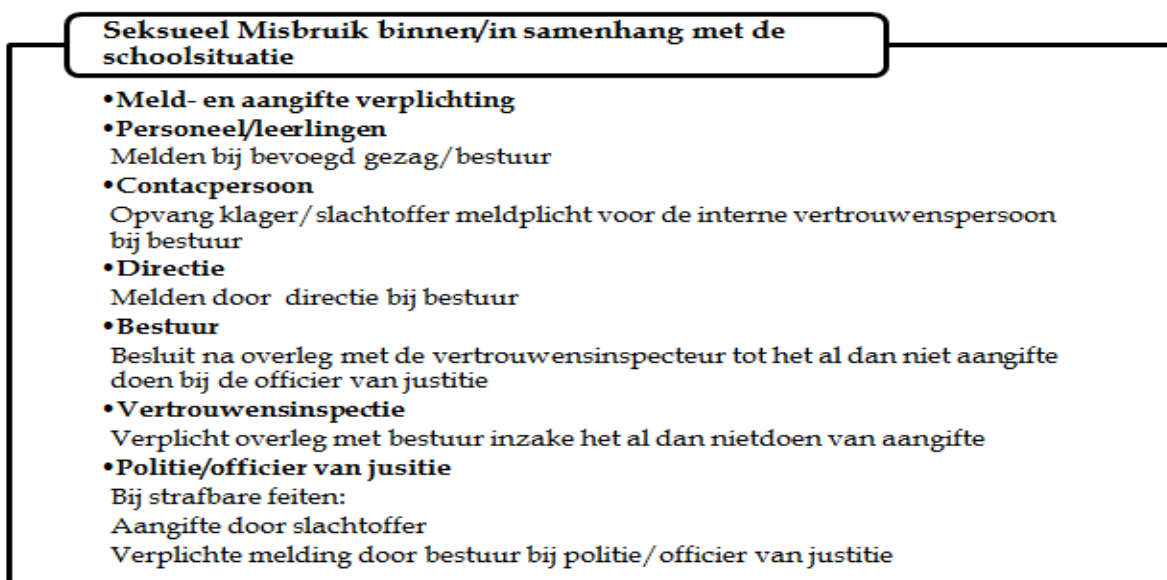 Seksueel Misbruik binnen/in samenhang met de
schoolsituatie
•Meld- en aangifte verplichting
•Personeel/leerlingen
Melden bij bevoegd gezag/bestuur
•Contacpersoon
Opvang klager/slachtoffer meldplicht voor de interne vertrouwenspersoon
bij bestuur
•Directie
Melden door directie bij bestuur
•Bestuur
Besluit na overleg met de vertrouwensinspecteur tot het al dan niet aangifte
doen bij de officier van justitie
•Vertrouwensinspectie
Verplicht overleg met bestuur inzake het al dan nietdoen van aangifte
•Politie/officier van jusitie
Bij strafbare feiten:
Aangifte door slachtoffer
Verplichte melding door bestuur bij politie/officier van justitie